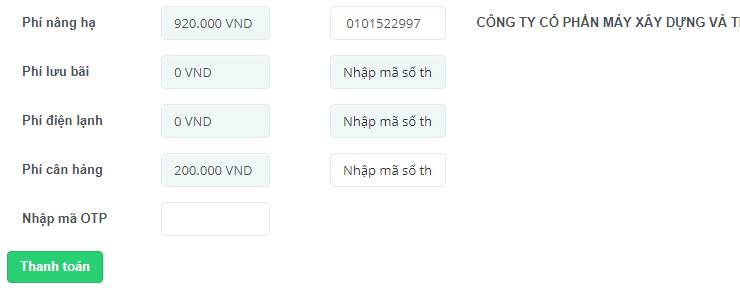 Phí nâng hạ 920.000 VND 0101522997 CÔNG TY CỔ PHẦN MÁY XÂY DỰNG VÀ
Phí lưu bãi 0 VND Nhập mã số th
Phí điện lạnh 0 VND Nhập mã số th
Phí cân hàng 200.000 VND Nhập mã số th
Nhập mã OTP
Thanh toán